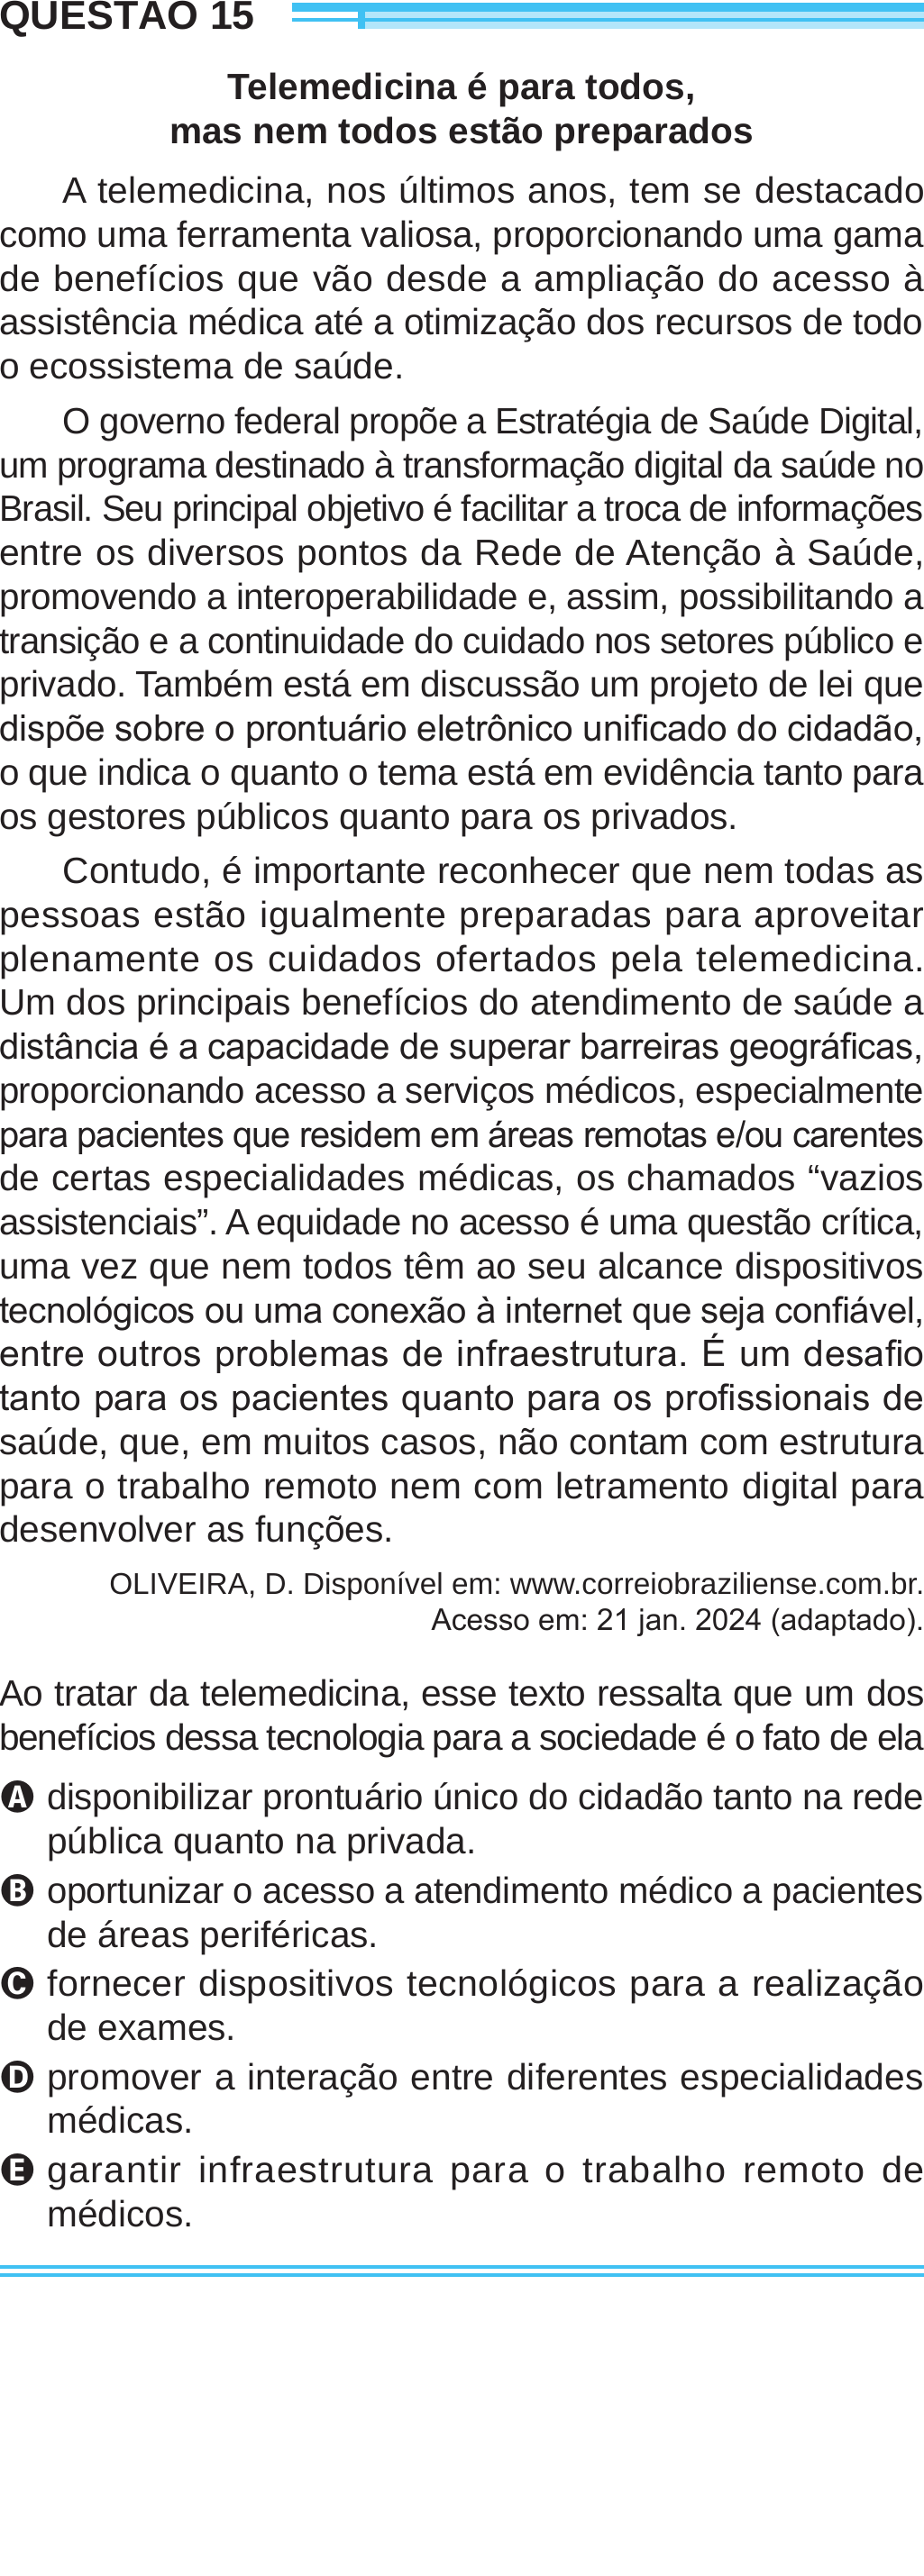 QUESTÃO 15
Telemedicina é para todos,
mas nem todos estão preparados
A telemedicina, nos últimos anos, tem se destacado
como uma ferramenta valiosa, proporcionando uma gama
de benefícios que vão desde a ampliação do acesso à
assistência médica até a otimização dos recursos de todo
o ecossistema de saúde.
O governo federal propõe a Estratégia de Saúde Digital,
um programa destinado à transformação digital da saúde no
Brasil. Seu principal objetivo é facilitar a troca de informações
entre os diversos pontos da Rede de Atenção à Saúde,
promovendo a interoperabilidade e, assim, possibilitando a
transição e a continuidade do cuidado nos setores público e
privado. Também está em discussão um projeto de lei que
dispõe sobre o prontuário eletrônico unificado do cidadão,
o que indica o quanto o tema está em evidência tanto para
os gestores públicos quanto para os privados.
Contudo, é importante reconhecer que nem todas as
pessoas estão igualmente preparadas para aproveitar
plenamente os cuidados ofertados pela telemedicina.
Um dos principais benefícios do atendimento de saúde a
distância é a capacidade de superar barreiras geográficas,
proporcionando acesso a serviços médicos, especialmente
para pacientes que residem em áreas remotas e/ou carentes
de certas especialidades médicas, os chamados “vazios
assistenciais”. A equidade no acesso é uma questão crítica,
uma vez que nem todos têm ao seu alcance dispositivos
tecnológicos ou uma conexão à internet que seja confiável,
entre outros problemas de infraestrutura. É um desafio
tanto para os pacientes quanto para os profissionais de
saúde, que, em muitos casos, não contam com estrutura
para o trabalho remoto nem com letramento digital para
desenvolver as funções.
OLIVEIRA, D. Disponível em: www.correiobraziliense.com.br.
Acesso em: 21 jan. 2024 (adaptado).
Ao tratar da telemedicina, esse texto ressalta que um dos
benefícios dessa tecnologia para a sociedade é o fato de ela
A disponibilizar prontuário único do cidadão tanto na rede
pública quanto na privada.
B oportunizar o acesso a atendimento médico a pacientes
de áreas periféricas.
C fornecer dispositivos tecnológicos para a realização
de exames.
D promover a interação entre diferentes especialidades
médicas.
E garantir infraestrutura para o trabalho remoto de
médicos.